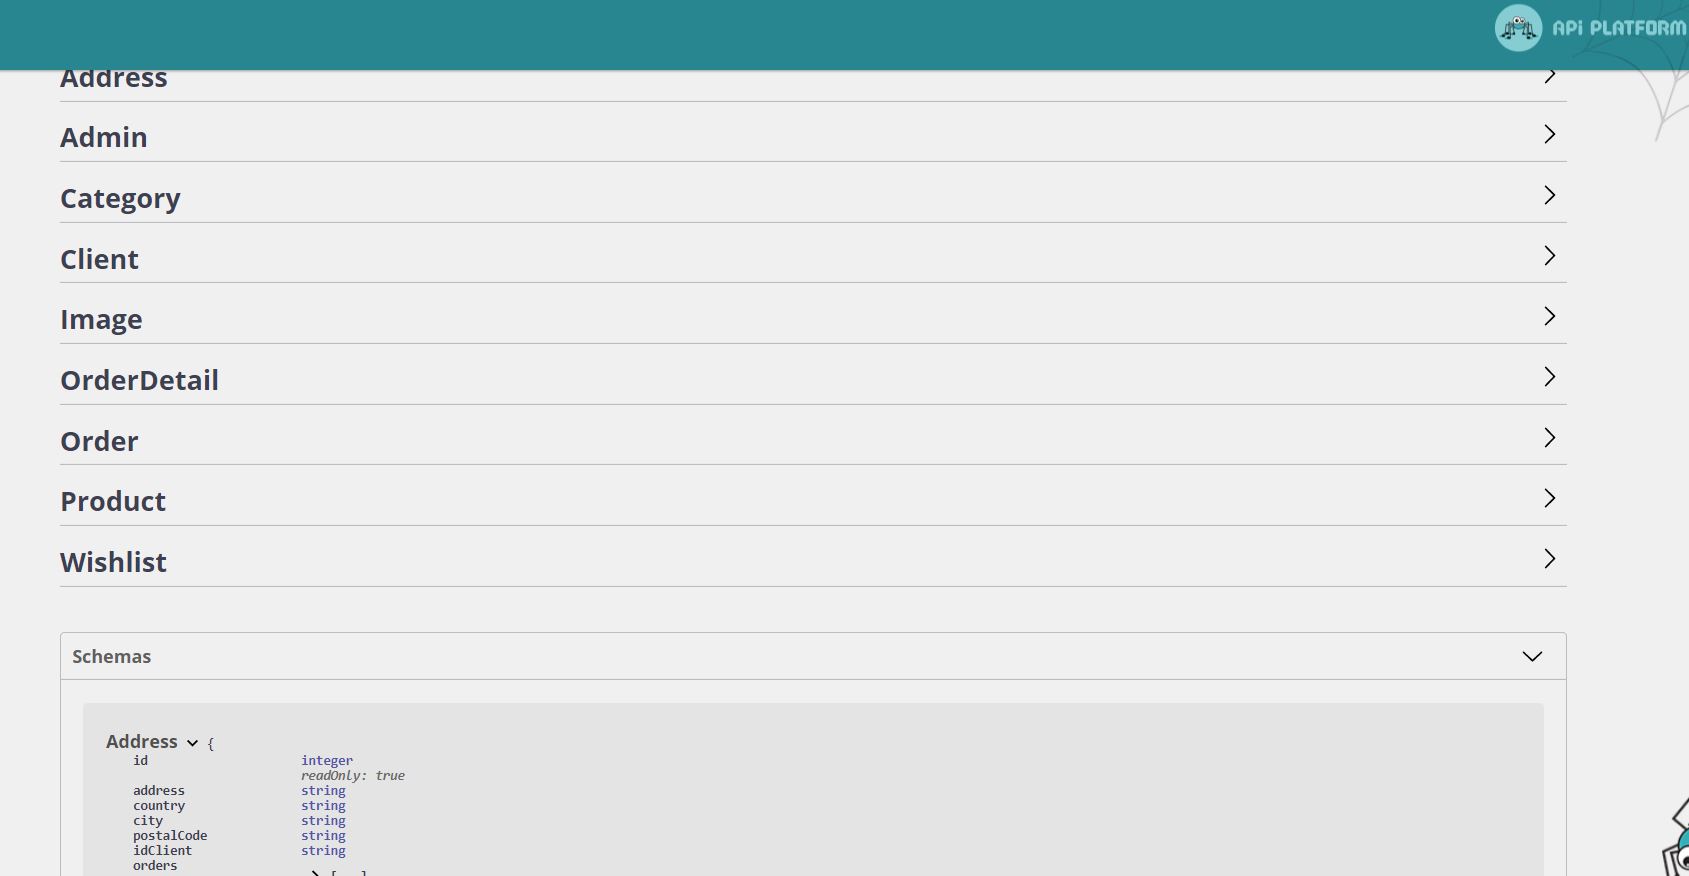 API PLATFORM
Address
Admin
Category
Client
Image
OrderDetail
Order
Product
Wishlist
Schemas
Address {
id integer
readOnly: true
address string
country string
city string
postalCode string
idClient string
orders [...]